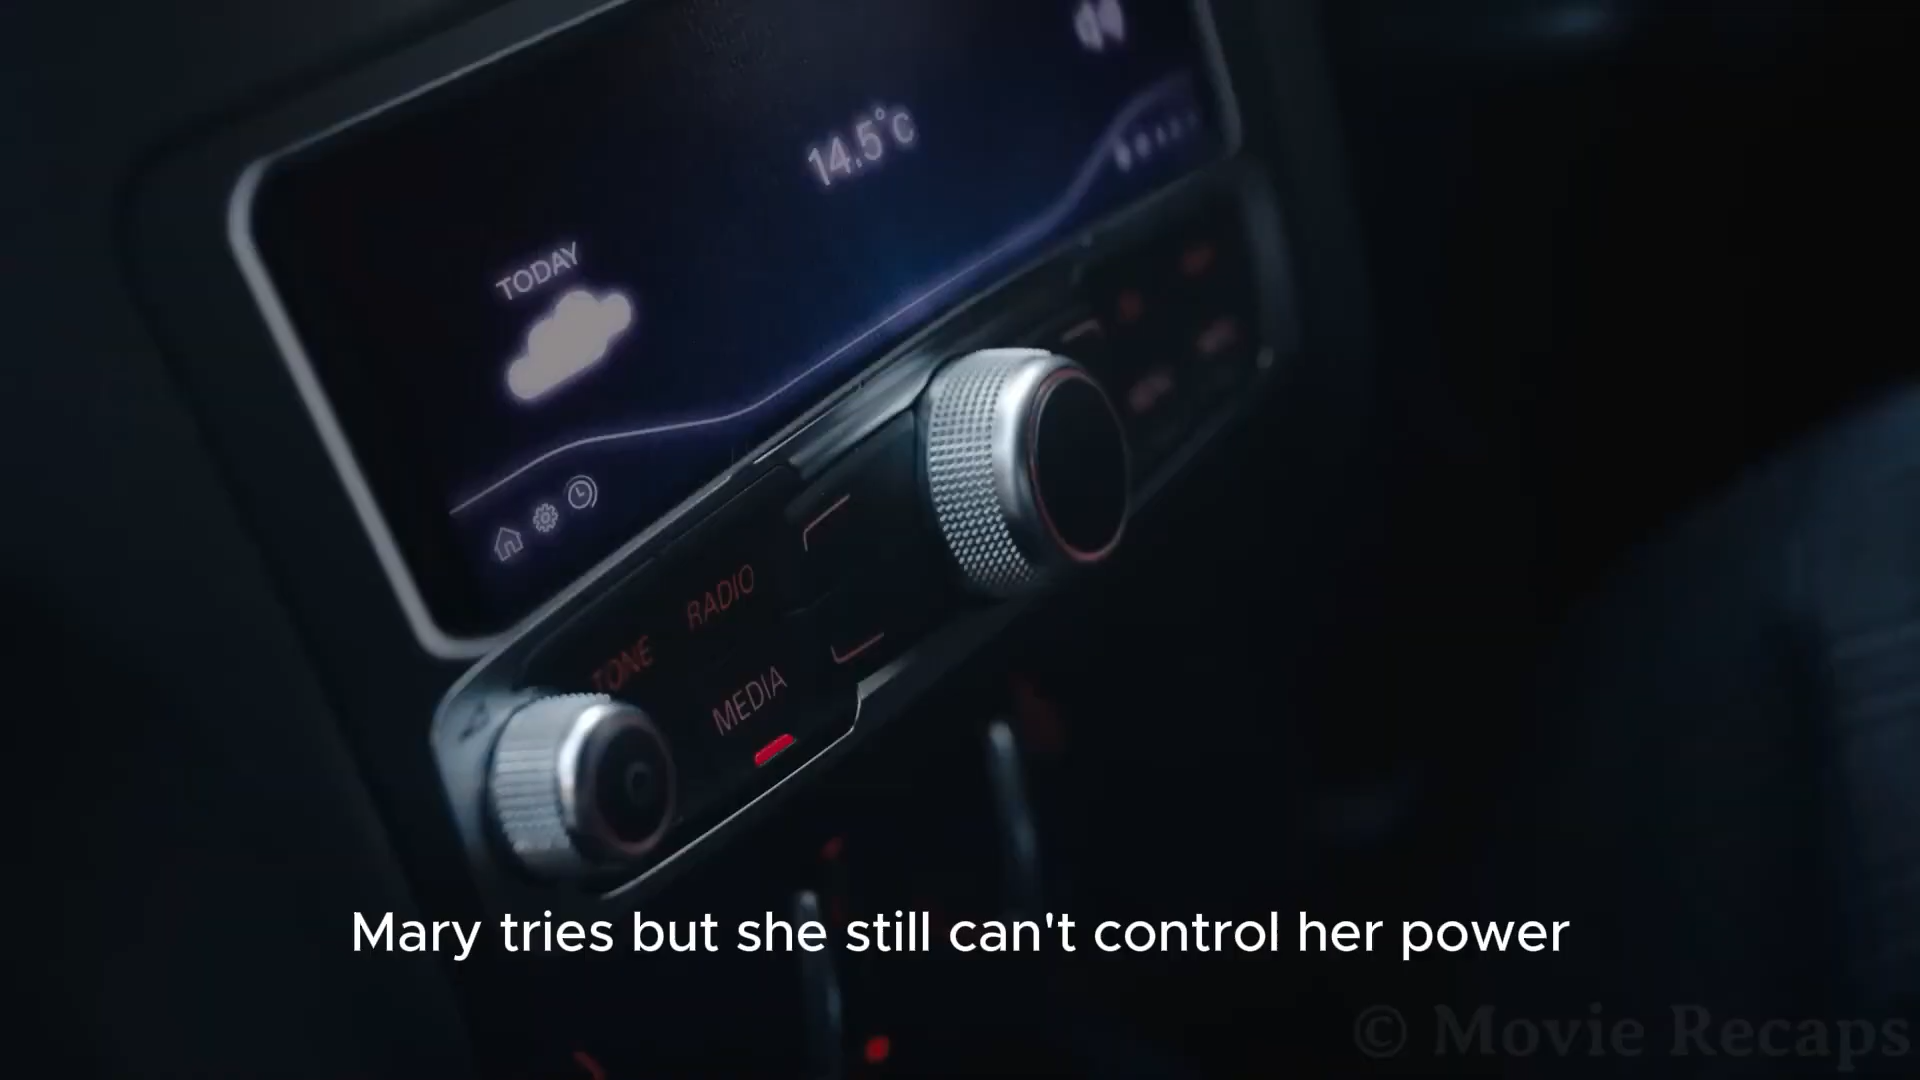 14.5°C
TODAY
RADIO
TONE
MEDIA
Mary tries but she still can't control her power
© Movie Recaps